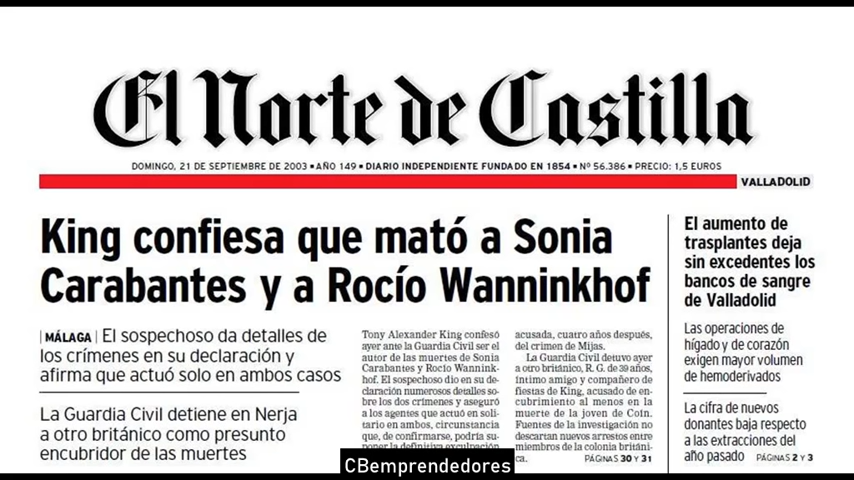 El Norte de Castilla
DOMINGO, 21 DE SEPTIEMBRE DE 2003 ▪ AÑO 149 ▪ DIARIO INDEPENDIENTE FUNDADO EN 1854 ▪ Nº 56.386 ▪ PRECIO: 1,5 EUROS
VALLADOLID
King confiesa que mató a Sonia
Carabantes y a Rocío Wanninkhof
| MÁLAGA | El sospechoso da detalles de
los crímenes en su declaración y
afirma que actuó solo en ambos casos
La Guardia Civil detiene en Nerja
a otro británico como presunto
encubridor de las muertes
Tony Alexander King confesó
ayer ante la Guardia Civil ser el
autor de las muertes de Sonia
Carabantes y Rocío Wannink-
hof. El sospechoso dio en su de-
claración numerosos detalles so-
bre los dos crímenes y aseguró
a los agentes que actuó en soli-
tario en ambos, circunstancia
que, de confirmarse, podría su-
poner la definitiva exculpación
acusada, cuatro años después,
del crimen de Mijas.
La Guardia Civil detuvo ayer
a otro británico, R. G. de 39 años,
íntimo amigo y compañero de
fiestas de King, acusado de en-
cubrimiento al menos en la
muerte de la joven de Coín.
Fuentes de la investigación no
descartan nuevos arrestos entre
miembros de la colonia británi-
ca.
PÁGINAS 30 Y 31
El aumento de
trasplantes deja
sin excedentes los
bancos de sangre
de Valladolid
Las operaciones de
hígado y de corazón
exigen mayor volumen
de hemoderivados
La cifra de nuevos
donantes baja respecto
a las extracciones del
año pasado PÁGINAS 2 Y 3
CBemprendedores